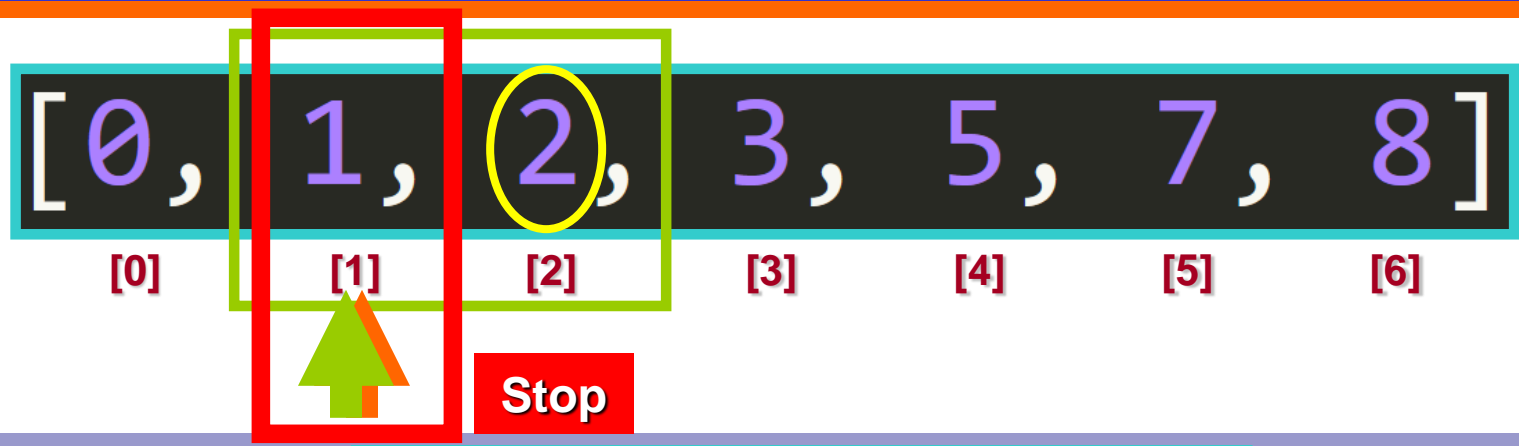 [0, 1, 2, 3, 5, 7, 8]
[0] [1] [2] [3] [4] [5] [6]
Stop